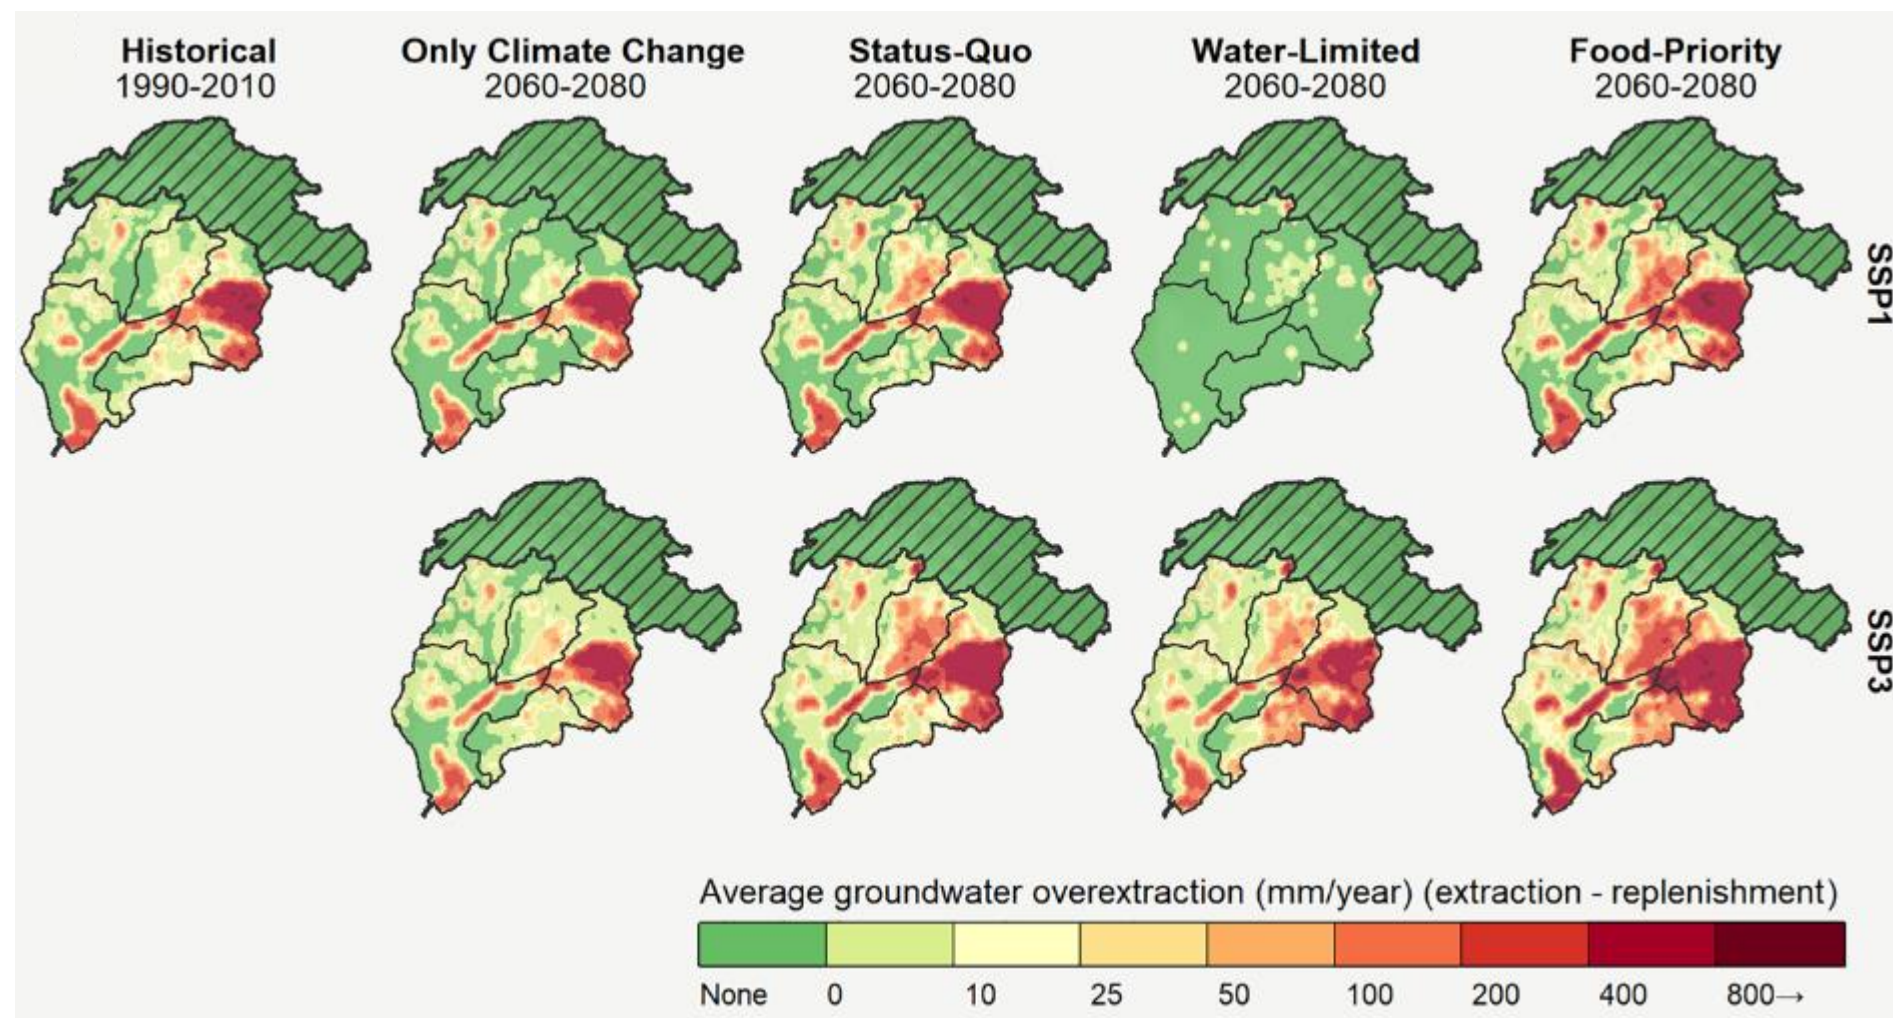 Historical
1990-2010
Only Climate Change
2060-2080
Status-Quo
2060-2080
Water-Limited
2060-2080
Food-Priority
2060-2080
SSP1
SSP3
Average groundwater overextraction (mm/year) (extraction - replenishment)
None 0 10 25 50 100 200 400 800→